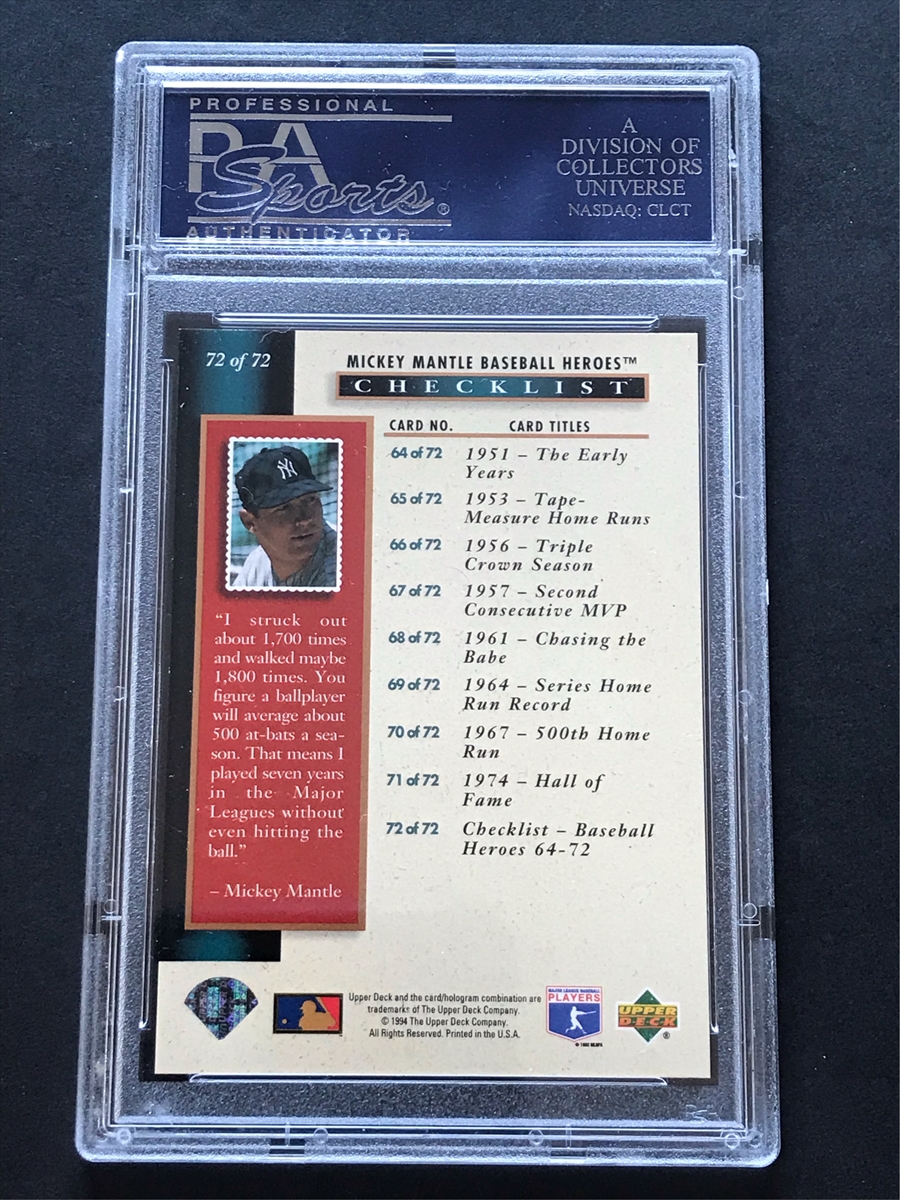 PROFESSIONAL
PSA
Sports®
AUTHENTICATOR
A
DIVISION OF
COLLECTORS
UNIVERSE
NASDAQ: CLCT
72 of 72
MICKEY MANTLE BASEBALL HEROES™
CHECKLIST
CARD NO. CARD TITLES
64 of 72 1951 – The Early
Years
65 of 72 1953 – Tape-
Measure Home Runs
66 of 72 1956 – Triple
Crown Season
67 of 72 1957 – Second
Consecutive MVP
68 of 72 1961 – Chasing the
Babe
69 of 72 1964 – Series Home
Run Record
70 of 72 1967 – 500th Home
Run
71 of 72 1974 – Hall of
Fame
72 of 72 Checklist – Baseball
Heroes 64-72
NY
“I struck out
about 1,700 times
and walked maybe
1,800 times. You
figure a ballplayer
will average about
500 at-bats a sea-
son. That means I
played seven years
in the Major
Leagues without
even hitting the
ball.”
– Mickey Mantle
Upper Deck and the card/hologram combination are
trademarks of The Upper Deck Company.
© 1994 The Upper Deck Company.
All Rights Reserved. Printed in the U.S.A.
MAJOR LEAGUE BASEBALL
PLAYERS
UPPER
DECK®